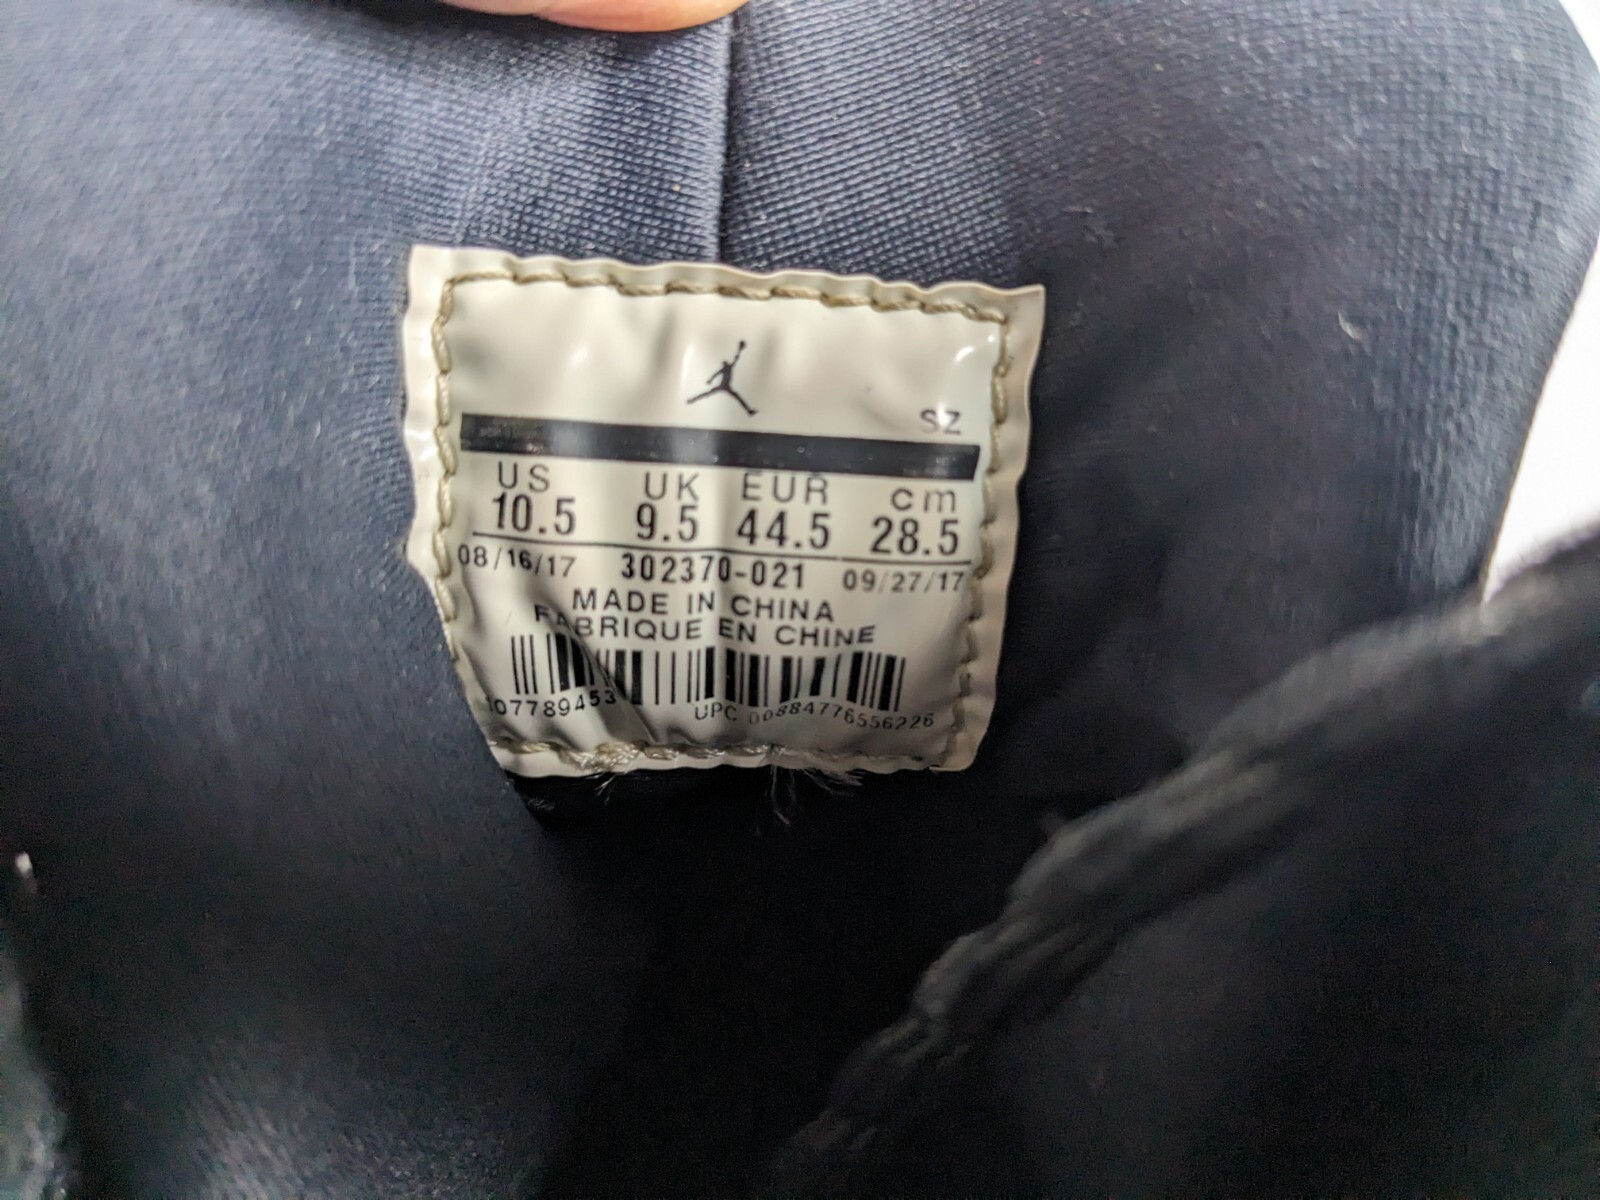 SZ
US UK EUR cm
10.5 9.5 44.5 28.5
08/16/17 302370-021 09/27/17
MADE IN CHINA
FABRIQUE EN CHINE
107789453 UPC 00884776556226